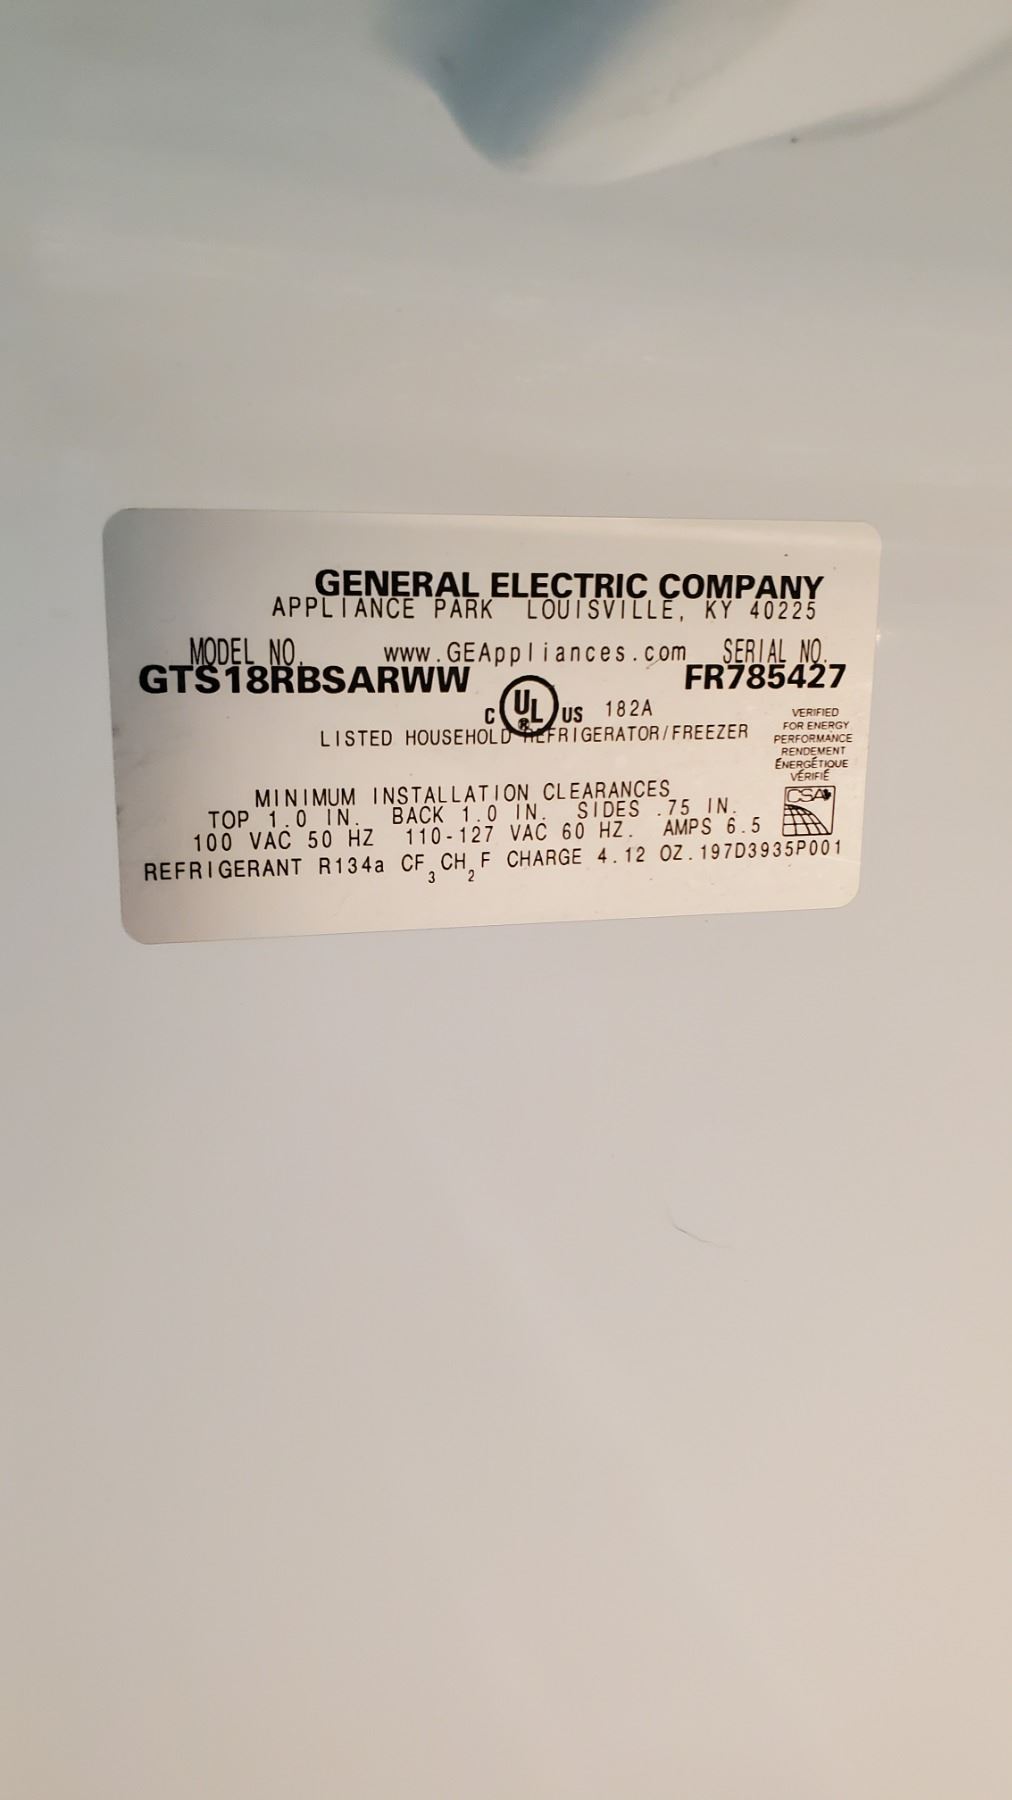 GENERAL ELECTRIC COMPANY
APPLIANCE PARK LOUISVILLE, KY 40225
MODEL NO. www.GEAppliances.com SERIAL NO.
GTS18RBSARWW FR785427
C UL ® US 182A
LISTED HOUSEHOLD REFRIGERATOR/FREEZER
VERIFIED
FOR ENERGY
PERFORMANCE
RENDEMENT
ÉNERGÉTIQUE
VÉRIFIÉ
CSA
MINIMUM INSTALLATION CLEARANCES
TOP 1.0 IN. BACK 1.0 IN. SIDES .75 IN.
100 VAC 50 HZ 110-127 VAC 60 HZ. AMPS 6.5
REFRIGERANT R134a CF₃CH₂F CHARGE 4.12 OZ.197D3935P001